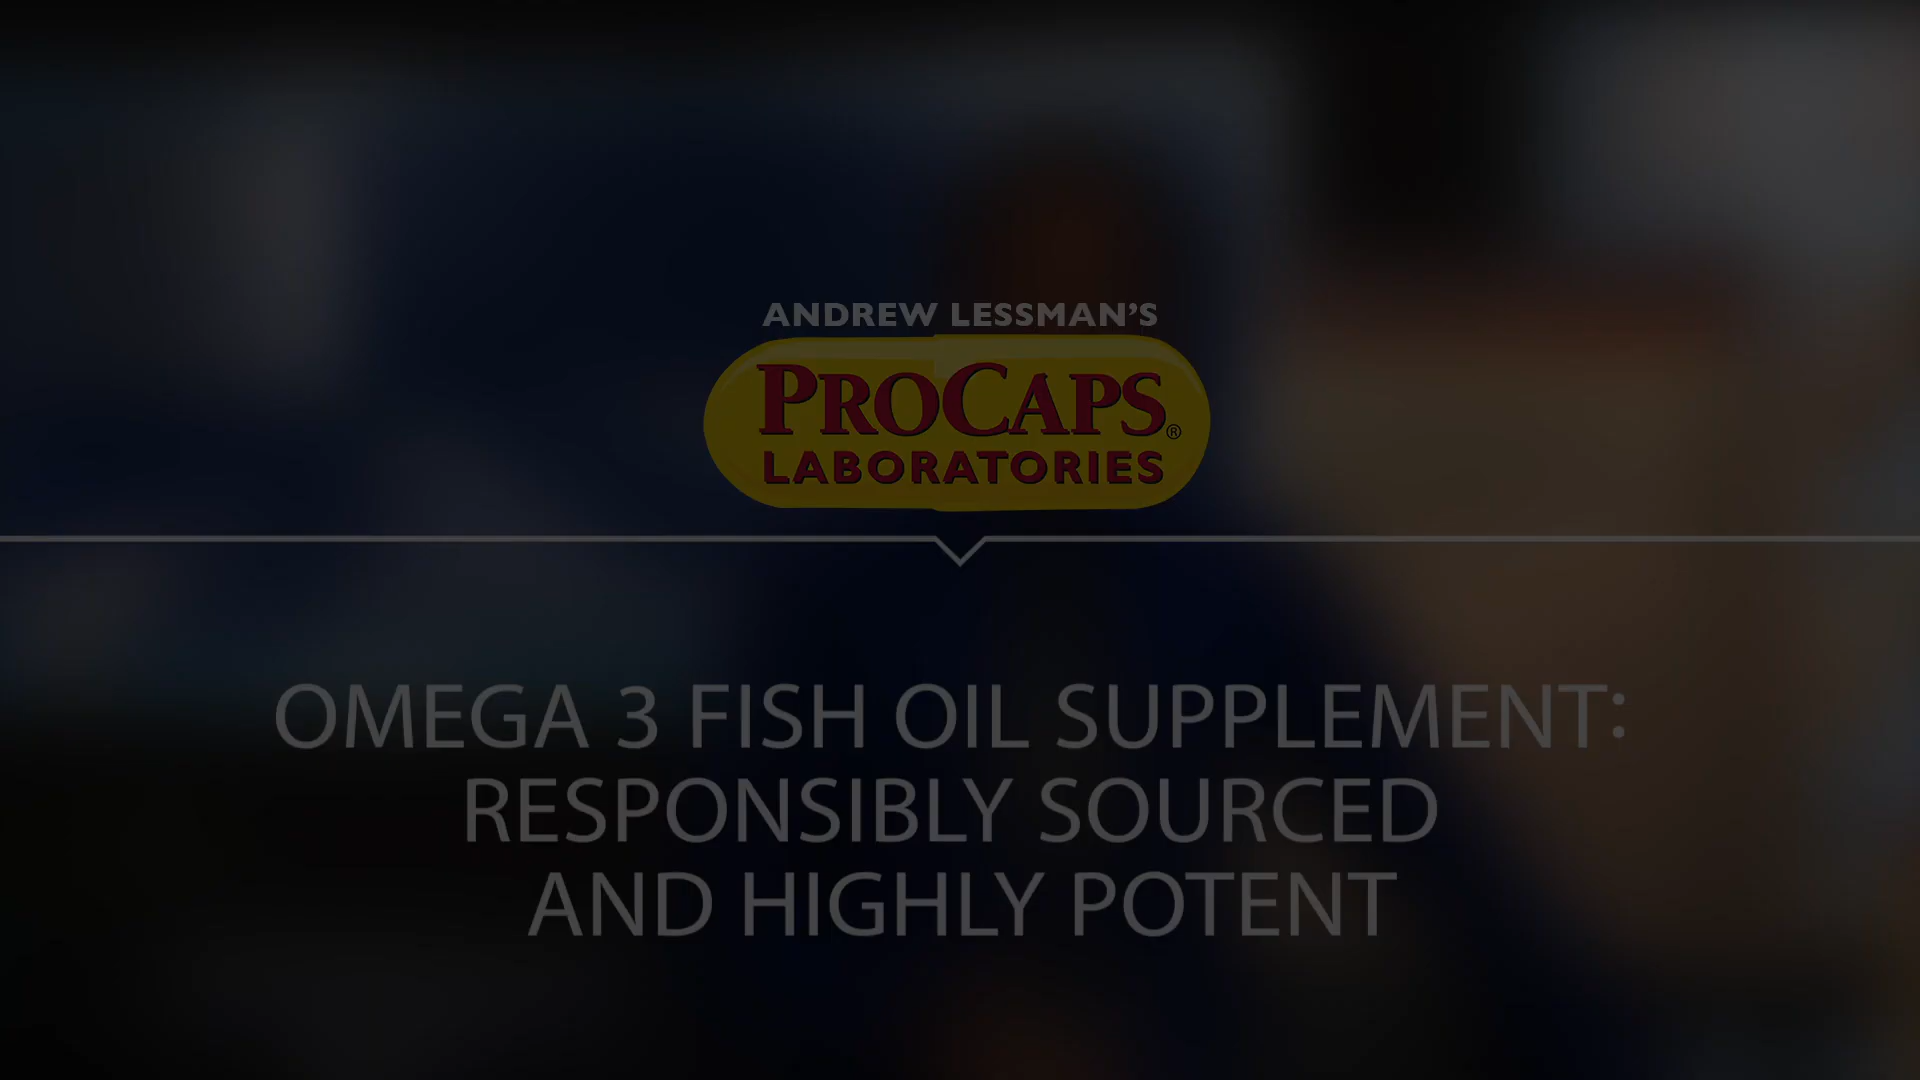 ANDREW LESSMAN'S
PROCAPS®
LABORATORIES
OMEGA 3 FISH OIL SUPPLEMENT:
RESPONSIBLY SOURCED
AND HIGHLY POTENT